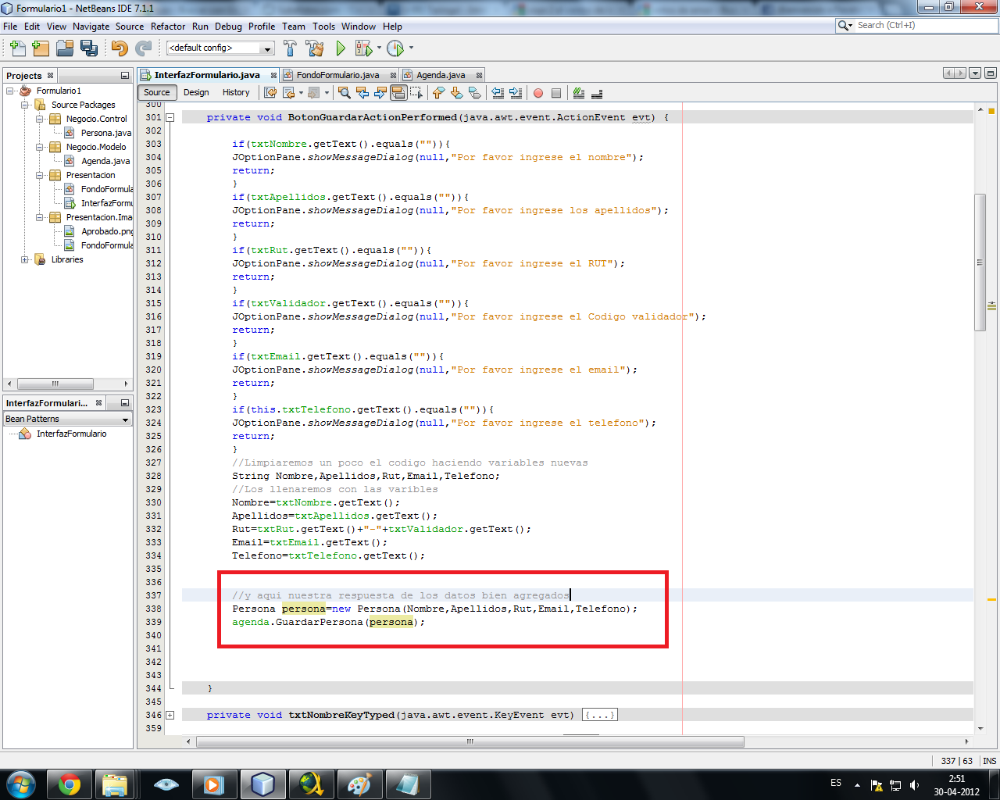 Formulario1 - NetBeans IDE 7.1.1
File Edit View Navigate Source Refactor Run Debug Profile Team Tools Window Help
Search (Ctrl+I)
<default config>
Projects
Formulario1
Source Packages
Negocio.Control
Persona.java
Negocio.Modelo
Agenda.java
Presentacion
FondoFormula
InterfazFormu
Presentacion.Ima
Aprobado.png
FondoFormula
Libraries
InterfazFormulari...
Bean Patterns
InterfazFormulario
InterfazFormulario.java FondoFormulario.java Agenda.java
Source Design History
300
301 private void BotonGuardarActionPerformed(java.awt.event.ActionEvent evt) {
302
303 if(txtNombre.getText().equals("")){
304 JOptionPane.showMessageDialog(null,"Por favor ingrese el nombre");
305 return;
306 }
307 if(txtApellidos.getText().equals("")){
308 JOptionPane.showMessageDialog(null,"Por favor ingrese los apellidos");
309 return;
310 }
311 if(txtRut.getText().equals("")){
312 JOptionPane.showMessageDialog(null,"Por favor ingrese el RUT");
313 return;
314 }
315 if(txtValidador.getText().equals("")){
316 JOptionPane.showMessageDialog(null,"Por favor ingrese el Codigo validador");
317 return;
318 }
319 if(txtEmail.getText().equals("")){
320 JOptionPane.showMessageDialog(null,"Por favor ingrese el email");
321 return;
322 }
323 if(this.txtTelefono.getText().equals("")){
324 JOptionPane.showMessageDialog(null,"Por favor ingrese el telefono");
325 return;
326 }
327 //Limpiaremos un poco el codigo haciendo variables nuevas
328 String Nombre,Apellidos,Rut,Email,Telefono;
329 //Los llenaremos con las varibles
330 Nombre=txtNombre.getText();
331 Apellidos=txtApellidos.getText();
332 Rut=txtRut.getText()+"-"+txtValidador.getText();
333 Email=txtEmail.getText();
334 Telefono=txtTelefono.getText();
335
336
337 //y aqui nuestra respuesta de los datos bien agregados
338 Persona persona=new Persona(Nombre,Apellidos,Rut,Email,Telefono);
339 agenda.GuardarPersona(persona);
340
341
342
343
344 }
345
346 private void txtNombreKeyTyped(java.awt.event.KeyEvent evt) {...}
359
337 | 63 INS
ES
2:51
30-04-2012